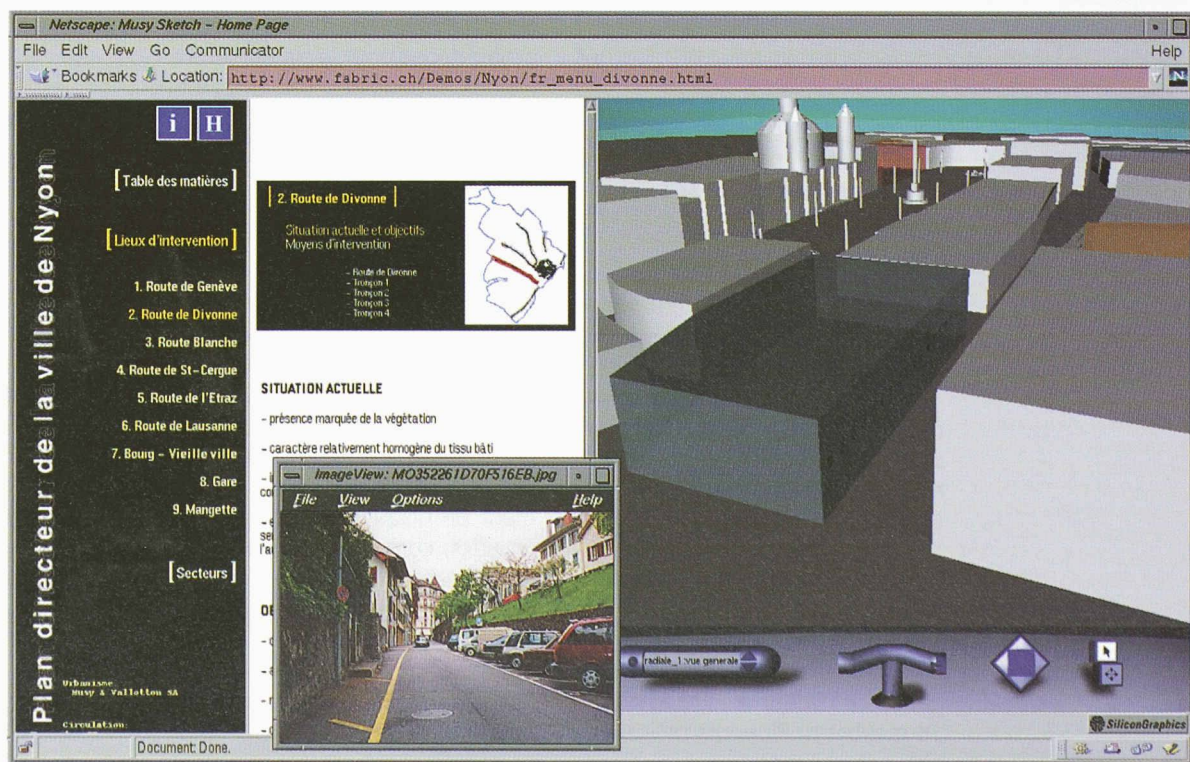 Netscape: Musy Sketch – Home Page
File Edit View Go Communicator Help
Bookmarks Location: http://www.fabric.ch/Demos/Nyon/fr_menu_divonne.html
Plan directeur de la ville de Nyon
i H
[Table des matières]
[Lieux d'intervention]
1. Route de Genève
2. Route de Divonne
3. Route Blanche
4. Route de St-Cergue
5. Route de l'Etraz
6. Route de Lausanne
7. Bourg – Vieille ville
8. Gare
9. Mangette
[Secteurs]
Urbanisme
Musy & Vallotton SA
Circulation:
2. Route de Divonne
Situation actuelle et objectifs
Moyens d'intervention
- Route de Divonne
- Tronçon 1
- Tronçon 2
- Tronçon 3
- Tronçon 4
SITUATION ACTUELLE
- présence marquée de la végétation
- caractère relativement homogène du tissu bâti
ImageView: MO352261D70F516EB.jpg
File View Options Help
radiale_1:vue generale
SiliconGraphics
Document: Done.